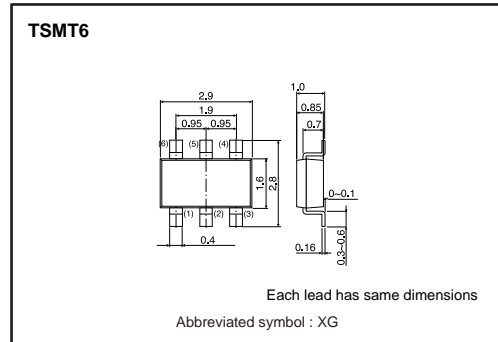 TSMT6
2.9
1.9
0.95 0.95
(6) (5) (4)
(1) (2) (3)
0.4
1.6
2.8
1.0
0.85
0.7
0~0.1
0.16
0.3~0.6
Each lead has same dimensions
Abbreviated symbol : XG